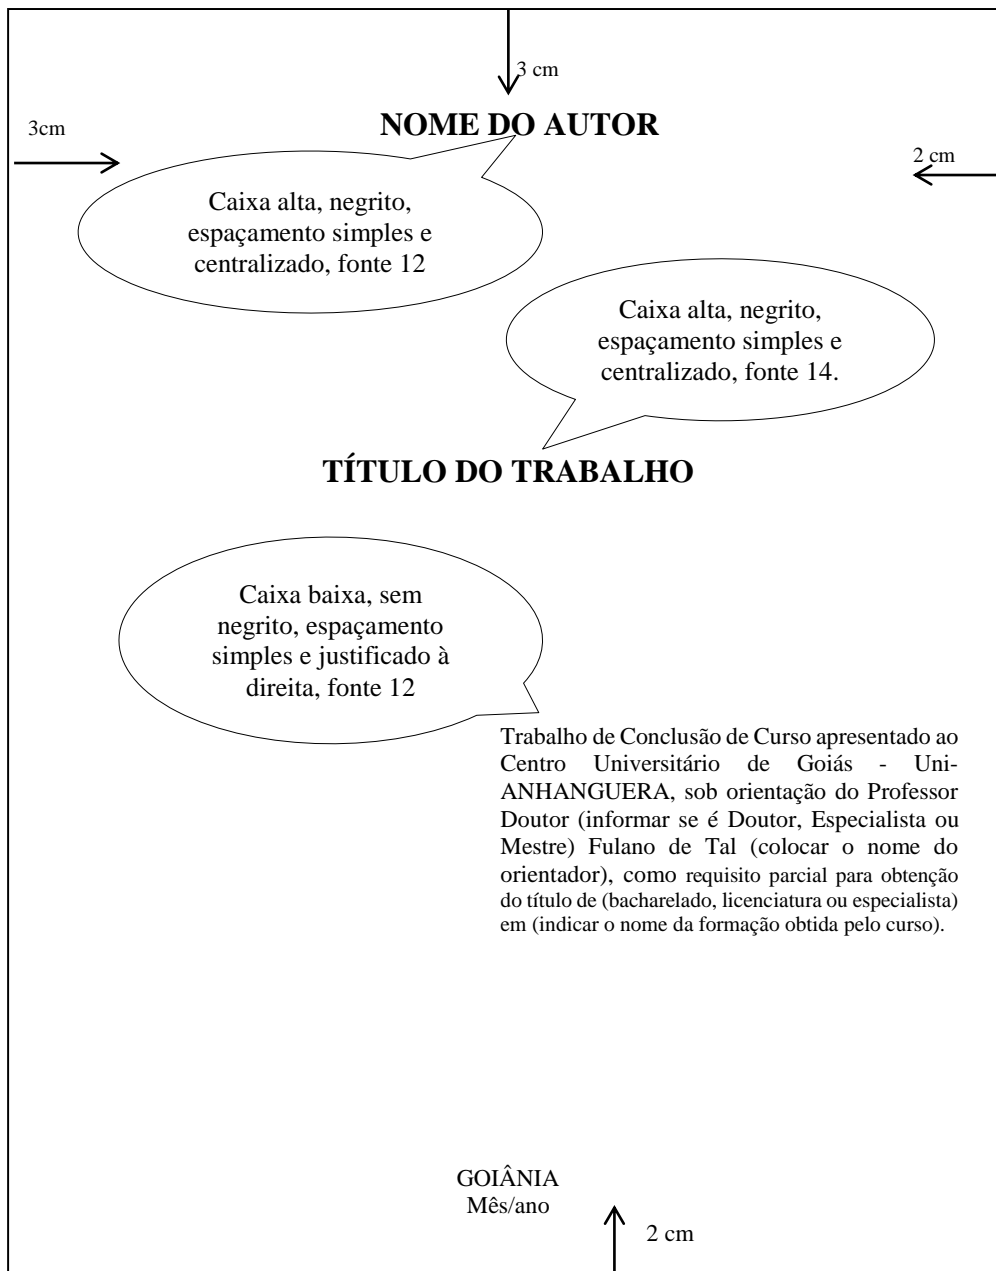 3 cm
NOME DO AUTOR
3cm
2 cm
Caixa alta, negrito,
espaçamento simples e
centralizado, fonte 12
Caixa alta, negrito,
espaçamento simples e
centralizado, fonte 14.
TÍTULO DO TRABALHO
Caixa baixa, sem
negrito, espaçamento
simples e justificado à
direita, fonte 12
Trabalho de Conclusão de Curso apresentado ao
Centro Universitário de Goiás - Uni-
ANHANGUERA, sob orientação do Professor
Doutor (informar se é Doutor, Especialista ou
Mestre) Fulano de Tal (colocar o nome do
orientador), como requisito parcial para obtenção
do título de (bacharelado, licenciatura ou especialista)
em (indicar o nome da formação obtida pelo curso).
GOIÂNIA
Mês/ano
2 cm